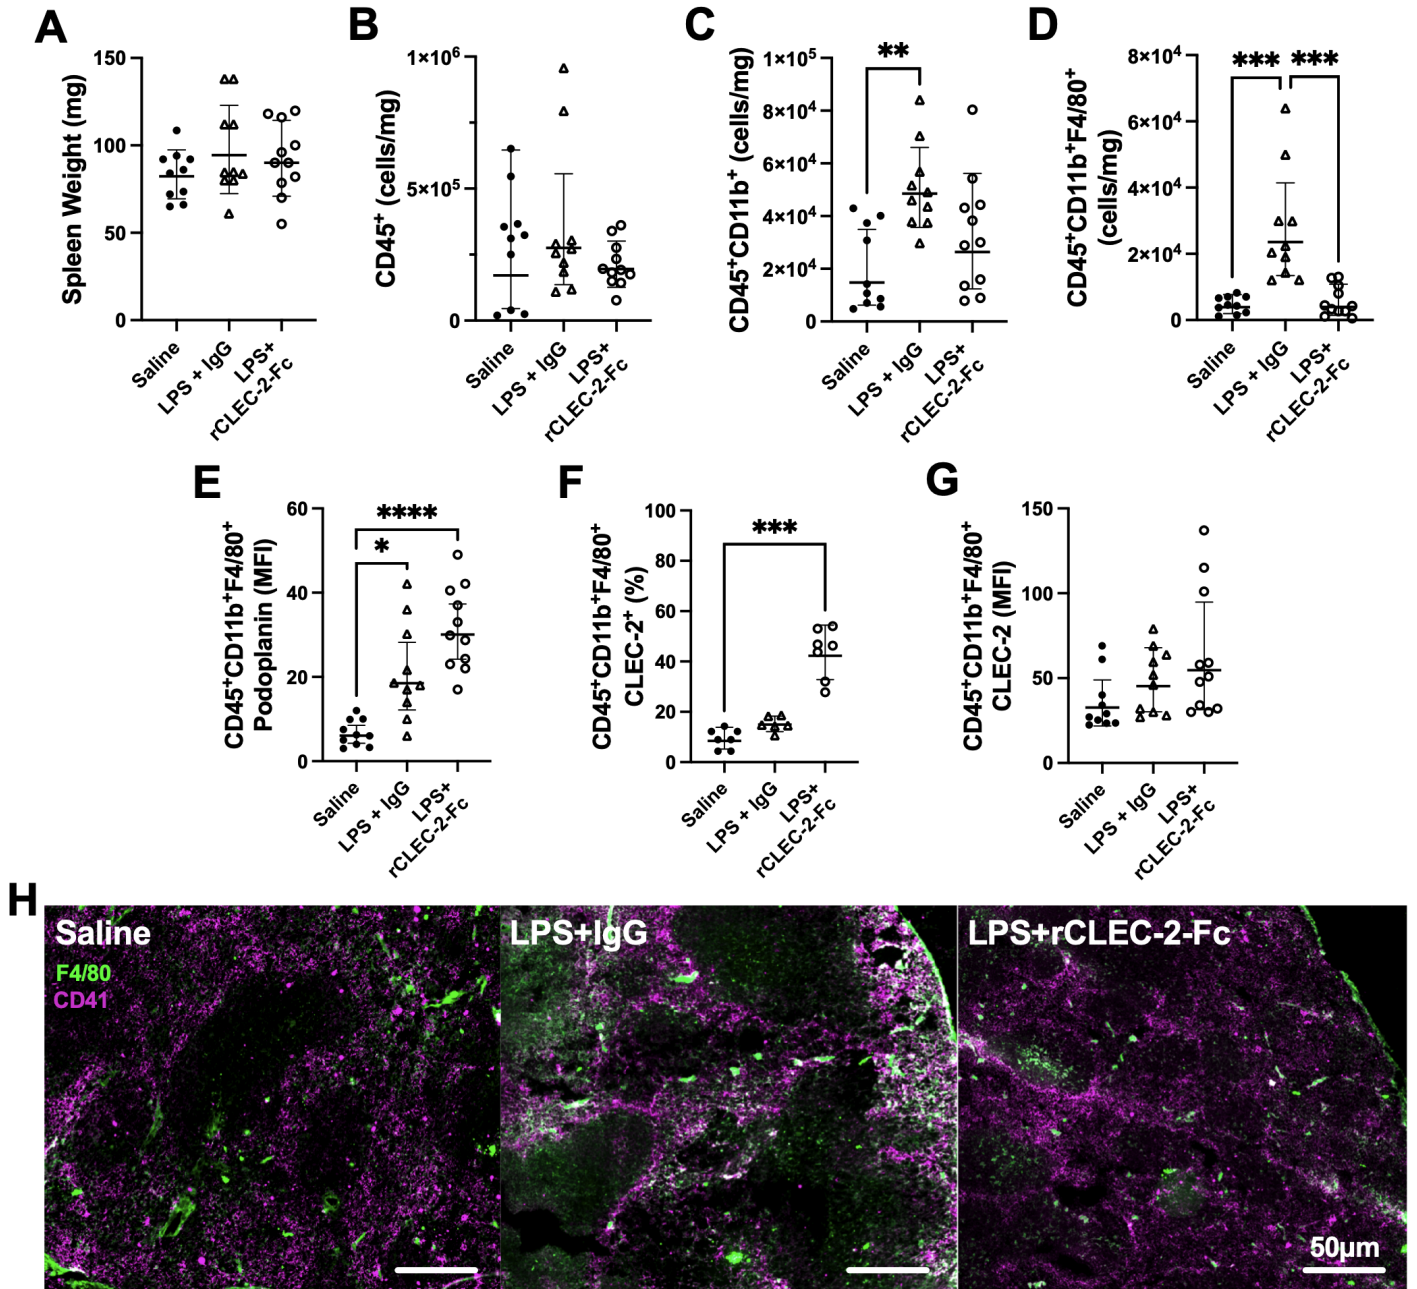 A
Spleen Weight (mg)
150
100
50
0
Saline
LPS + IgG
LPS+
rCLEC-2-Fc
B
CD45⁺ (cells/mg)
1×10⁶
5×10⁵
0
Saline
LPS + IgG
LPS+
rCLEC-2-Fc
C
CD45⁺CD11b⁺ (cells/mg)
1×10⁵
8×10⁴
6×10⁴
4×10⁴
2×10⁴
0
**
Saline
LPS + IgG
LPS+
rCLEC-2-Fc
D
CD45⁺CD11b⁺F4/80⁺
(cells/mg)
8×10⁴
6×10⁴
4×10⁴
2×10⁴
0
*** ***
Saline
LPS + IgG
LPS+
rCLEC-2-Fc
E
CD45⁺CD11b⁺F4/80⁺
Podoplanin (MFI)
60
40
20
0
****
*
Saline
LPS + IgG
LPS+
rCLEC-2-Fc
F
CD45⁺CD11b⁺F4/80⁺
CLEC-2⁺ (%)
100
80
60
40
20
0
***
Saline
LPS + IgG
LPS+
rCLEC-2-Fc
G
CD45⁺CD11b⁺F4/80⁺
CLEC-2 (MFI)
150
100
50
0
Saline
LPS + IgG
LPS+
rCLEC-2-Fc
H
Saline
F4/80
CD41
LPS+IgG
LPS+rCLEC-2-Fc
50µm